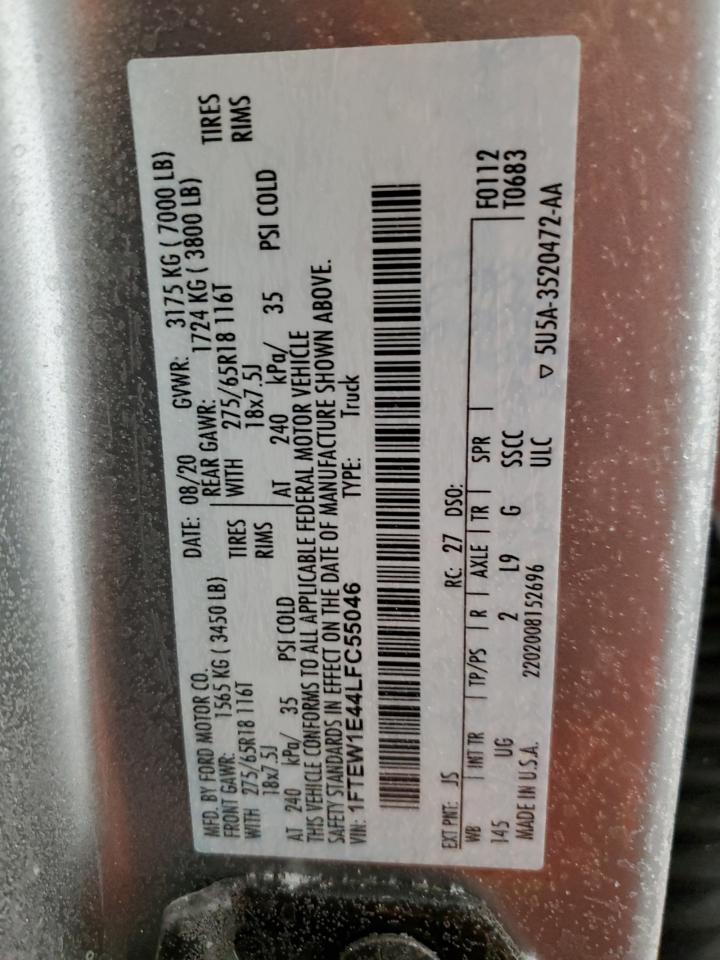 MFD. BY FORD MOTOR CO. DATE: 08/20 GVWR: 3175 KG ( 7000 LB)
FRONT GAWR: 1565 KG ( 3450 LB) REAR GAWR: 1724 KG ( 3800 LB)
WITH 275/65R18 116T TIRES WITH 275/65R18 116T TIRES
18x7.5J RIMS 18x7.5J RIMS
AT 240 kPa/ 35 PSI COLD AT 240 kPa/ 35 PSI COLD
THIS VEHICLE CONFORMS TO ALL APPLICABLE FEDERAL MOTOR VEHICLE
SAFETY STANDARDS IN EFFECT ON THE DATE OF MANUFACTURE SHOWN ABOVE.
VIN: 1FTEW1E44LFC55046 TYPE: Truck
EXT PNT: JS RC: 27 DSO: F0112
WB INT TR TP/PS R AXLE TR SPR T0683
145 UG 2 L9 G SSCC
MADE IN U.S.A. 2202008152696 ULC ▽ 5U5A-3520472-AA